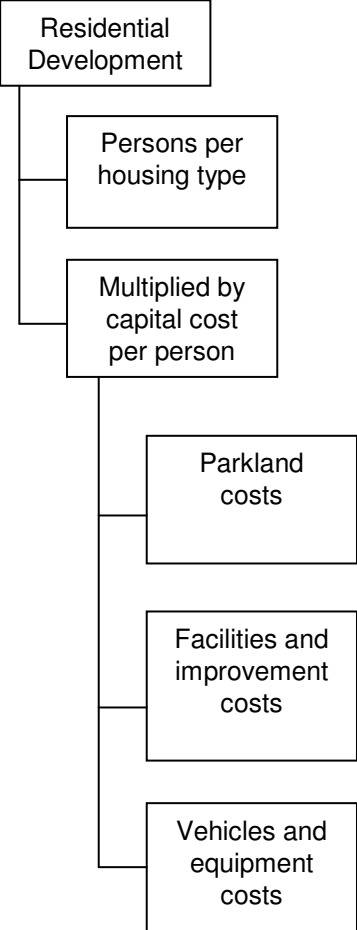 Residential
Development
Persons per
housing type
Multiplied by
capital cost
per person
Parkland
costs
Facilities and
improvement
costs
Vehicles and
equipment
costs